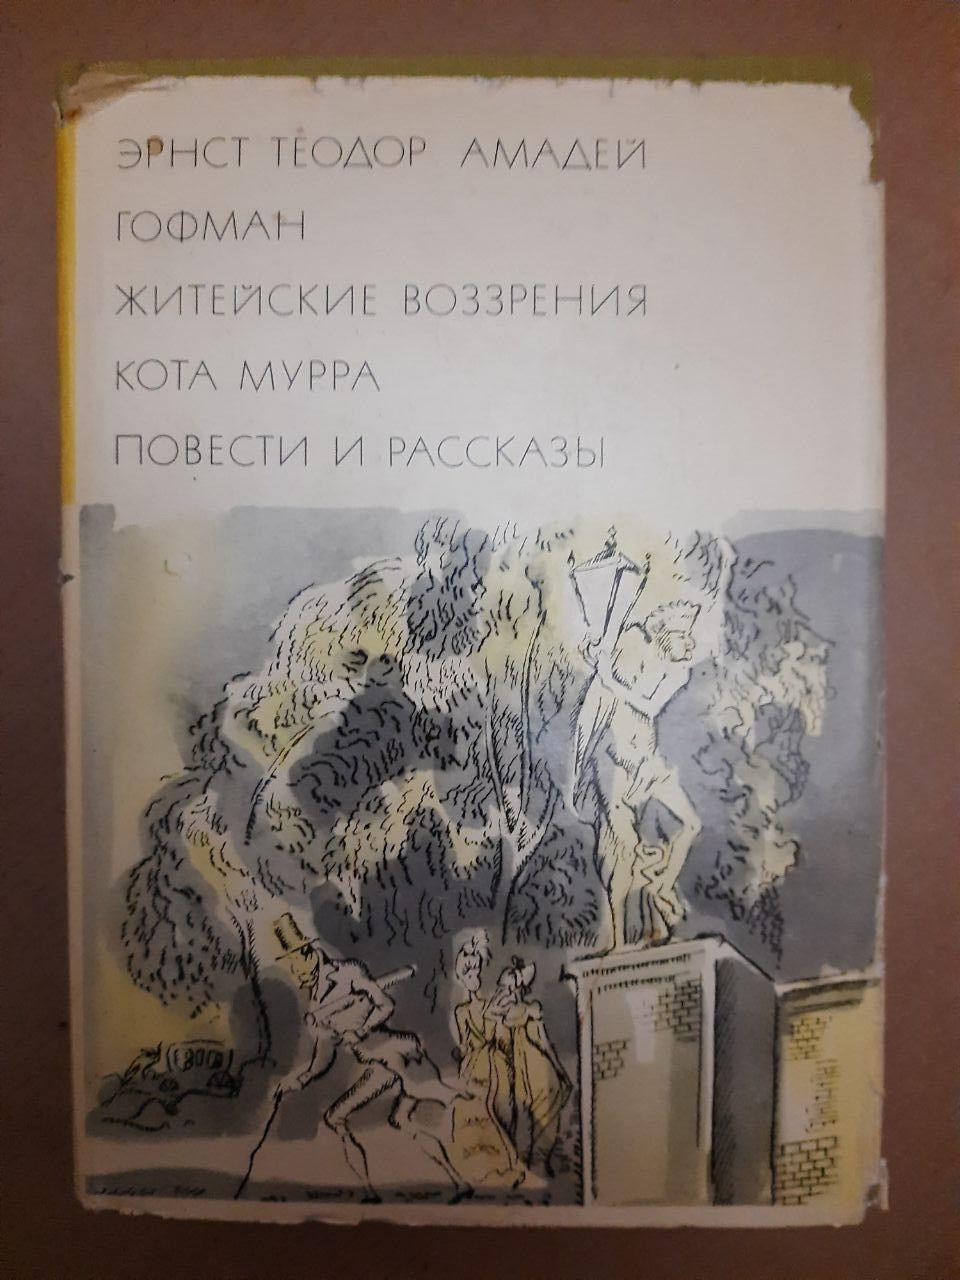 ЭРНСТ ТЕОДОР АМАДЕЙ
ГОФМАН
ЖИТЕЙСКИЕ ВОЗЗРЕНИЯ
КОТА МУРРА
ПОВЕСТИ И РАССКАЗЫ